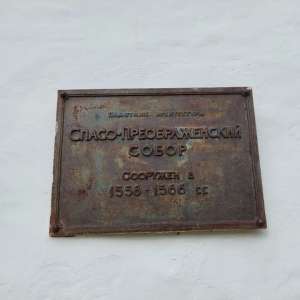 ПАМЯТНИК АРХИТЕКТУРЫ
СПАСО-ПРЕОБРАЖЕНСКИЙ
СОБОР
СООРУЖЕН В
1558-1566 гг.